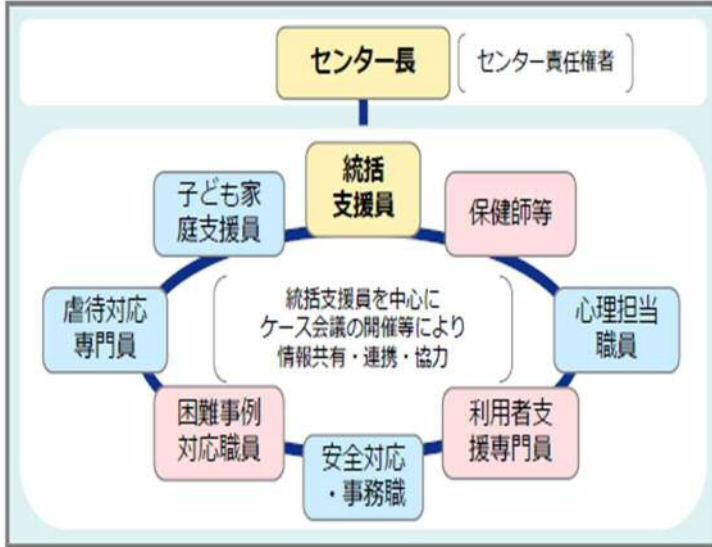 センター長
センター責任権者
統括
支援員
子ども家
庭支援員
保健師等
虐待対応
専門員
統括支援員を中心に
ケース会議の開催等により
情報共有・連携・協力
心理担当
職員
困難事例
対応職員
利用者支
援専門員
安全対応
・事務職